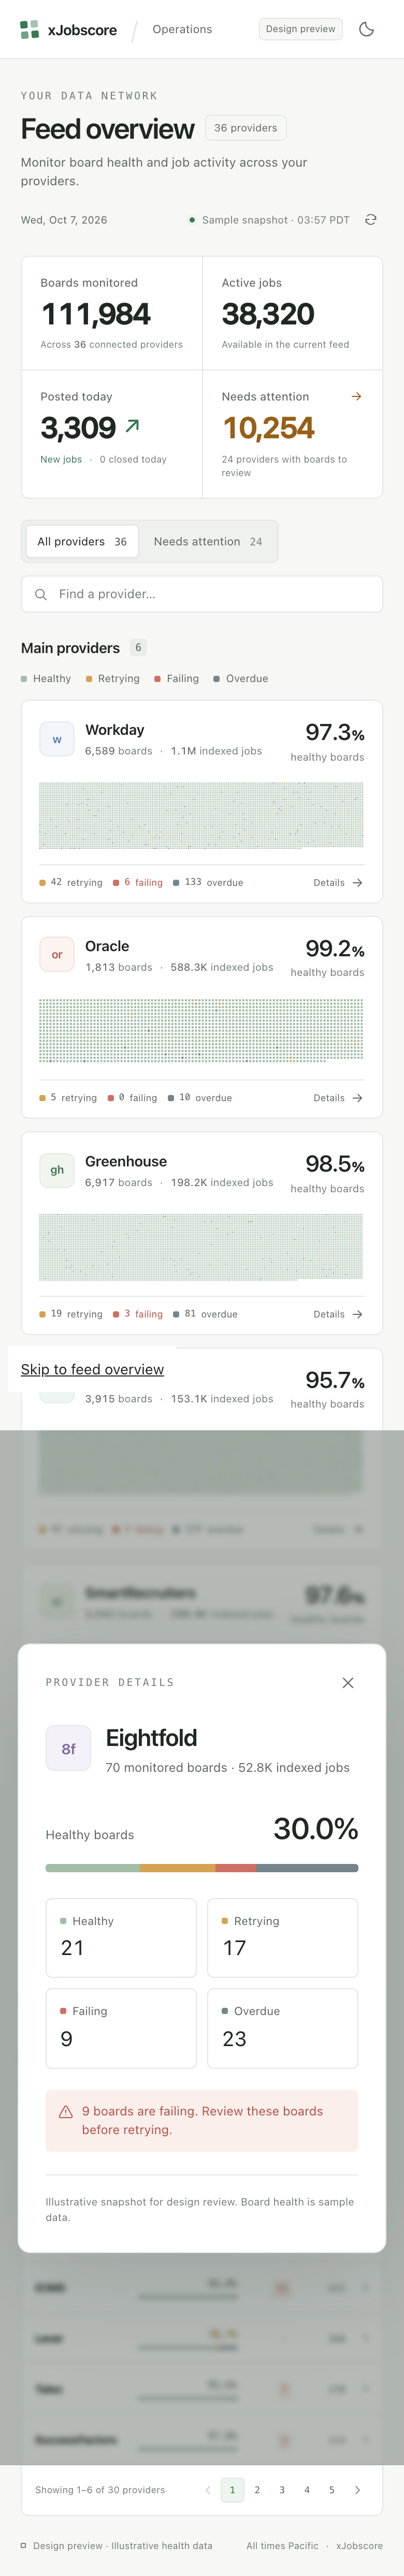 xJobscore / Operations Design preview
YOUR DATA NETWORK
Feed overview 36 providers
Monitor board health and job activity across your
providers.
Wed, Oct 7, 2026 Sample snapshot · 03:57 PDT
Boards monitored Active jobs
111,984 38,320
Across 36 connected providers Available in the current feed
Posted today Needs attention →
3,309 ↗ 10,254
New jobs · 0 closed today 24 providers with boards to
review
All providers 36 Needs attention 24
Find a provider...
Main providers 6
Healthy Retrying Failing Overdue
w Workday 97.3%
6,589 boards · 1.1M indexed jobs healthy boards
42 retrying 6 failing 133 overdue Details →
or Oracle 99.2%
1,813 boards · 588.3K indexed jobs healthy boards
5 retrying 0 failing 10 overdue Details →
gh Greenhouse 98.5%
6,917 boards · 198.2K indexed jobs healthy boards
19 retrying 3 failing 81 overdue Details →
Skip to feed overview 95.7%
3,915 boards · 153.1K indexed jobs healthy boards
SmartRecruiters 97.6%
PROVIDER DETAILS
8f Eightfold
70 monitored boards · 52.8K indexed jobs
Healthy boards 30.0%
Healthy Retrying
21 17
Failing Overdue
9 23
9 boards are failing. Review these boards
before retrying.
Illustrative snapshot for design review. Board health is sample
data.
Lever
Taleo
SuccessFactors
Showing 1–6 of 30 providers 1 2 3 4 5
Design preview · Illustrative health data All times Pacific · xJobscore